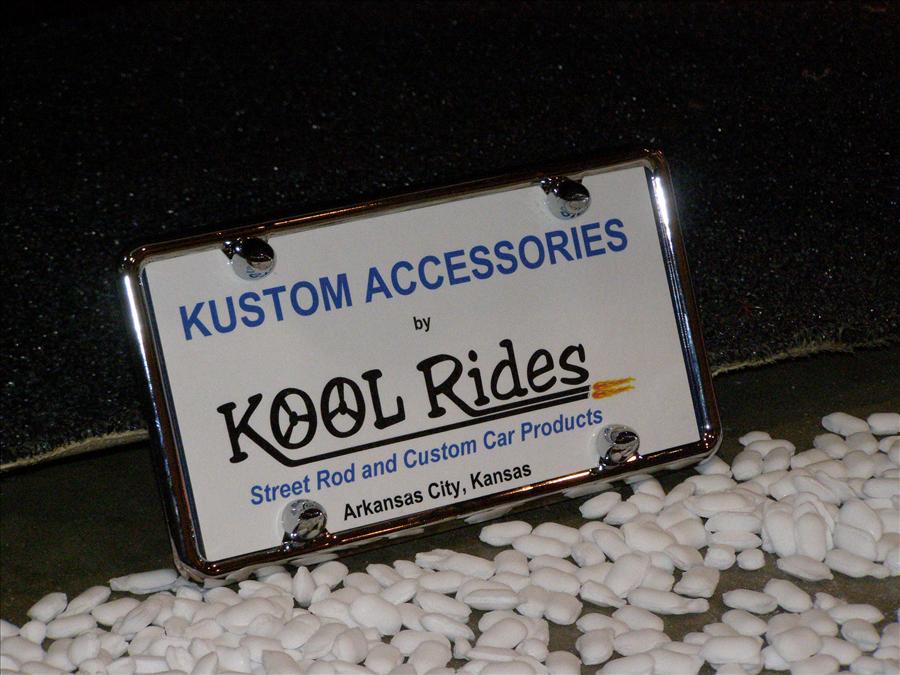 KUSTOM ACCESSORIES
by
KOOL Rides
Street Rod and Custom Car Products
Arkansas City, Kansas